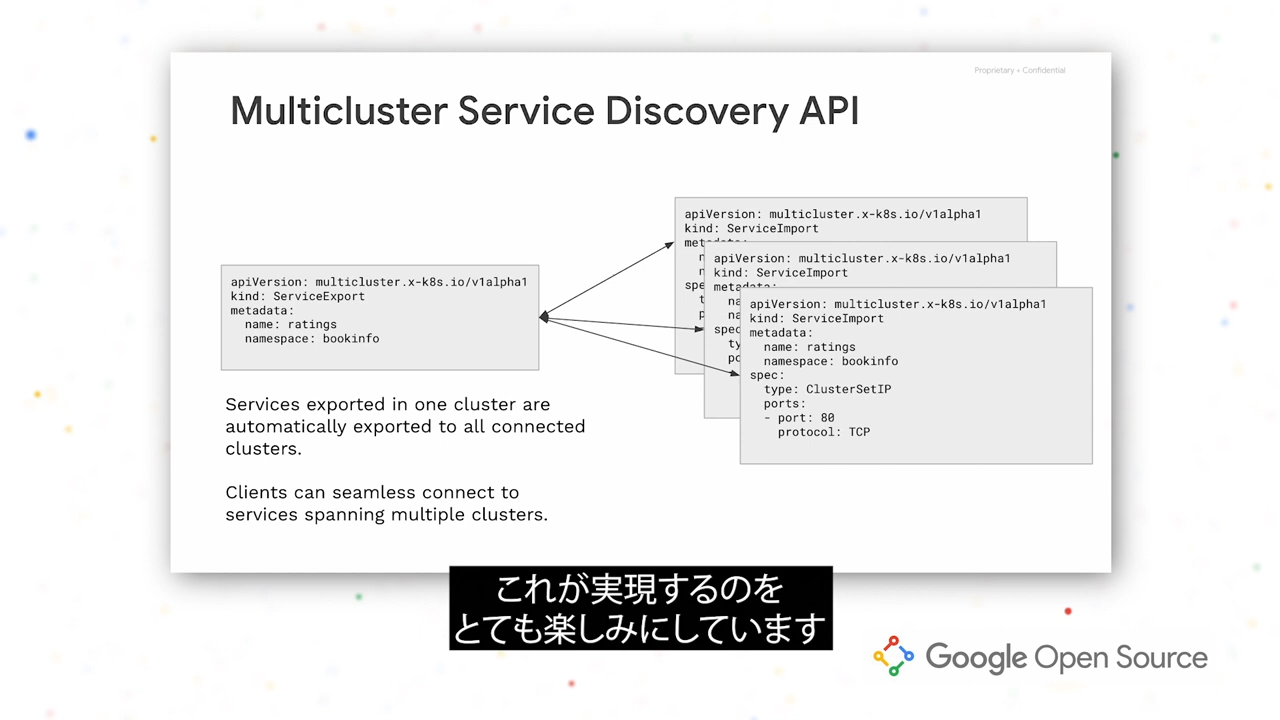 Proprietary + Confidential
Multicluster Service Discovery API
apiVersion: multicluster.x-k8s.io/v1alpha1
kind: ServiceExport
metadata:
name: ratings
namespace: bookinfo
Services exported in one cluster are
automatically exported to all connected
clusters.
Clients can seamless connect to
services spanning multiple clusters.
apiVersion: multicluster.x-k8s.io/v1alpha1
kind: ServiceImport
apiVersion: multicluster.x-k8s.io/v1alpha1
kind: ServiceImport
apiVersion: multicluster.x-k8s.io/v1alpha1
kind: ServiceImport
metadata:
name: ratings
namespace: bookinfo
spec:
type: ClusterSetIP
ports:
- port: 80
protocol: TCP
これが実現するのを
とても楽しみにしています
Google Open Source